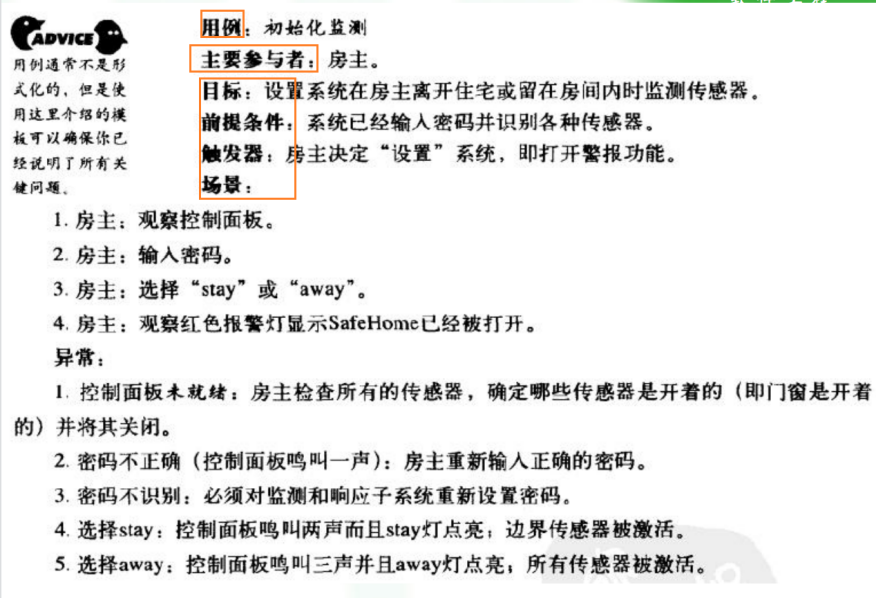 ADVICE
用例通常不是形
式化的，但是使
用这里介绍的模
板可以确保你已
经说明了所有关
键问题。
用例：初始化监测
主要参与者：房主。
目标：设置系统在房主离开住宅或留在房间内时监测传感器。
前提条件：系统已经输入密码并识别各种传感器。
触发器：房主决定“设置”系统，即打开警报功能。
场景：
1. 房主：观察控制面板。
2. 房主：输入密码。
3. 房主：选择“stay”或“away”。
4. 房主：观察红色报警灯显示SafeHome已经被打开。
异常：
1. 控制面板未就绪：房主检查所有的传感器，确定哪些传感器是开着的（即门窗是开着
的）并将其关闭。
2. 密码不正确（控制面板鸣叫一声）：房主重新输入正确的密码。
3. 密码不识别：必须对监测和响应子系统重新设置密码。
4. 选择stay：控制面板鸣叫两声而且stay灯点亮；边界传感器被激活。
5. 选择away：控制面板鸣叫三声并且away灯点亮；所有传感器被激活。